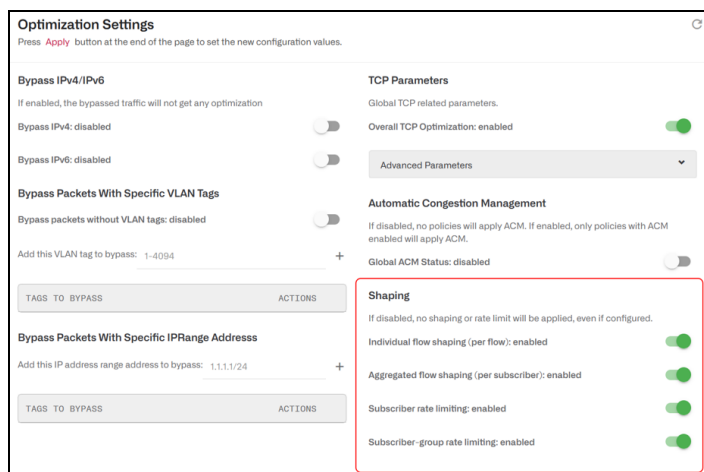 Optimization Settings
Press Apply button at the end of the page to set the new configuration values.
Bypass IPv4/IPv6
If enabled, the bypassed traffic will not get any optimization
Bypass IPv4: disabled
Bypass IPv6: disabled
Bypass Packets With Specific VLAN Tags
Bypass packets without VLAN tags: disabled
Add this VLAN tag to bypass: 1-4094 +
TAGS TO BYPASS ACTIONS
Bypass Packets With Specific IPRange Addresss
Add this IP address range address to bypass: 1.1.1.1/24 +
TAGS TO BYPASS ACTIONS
TCP Parameters
Global TCP related parameters.
Overall TCP Optimization: enabled
Advanced Parameters
Automatic Congestion Management
If disabled, no policies will apply ACM. If enabled, only policies with ACM
enabled will apply ACM.
Global ACM Status: disabled
Shaping
If disabled, no shaping or rate limit will be applied, even if configured.
Individual flow shaping (per flow): enabled
Aggregated flow shaping (per subscriber): enabled
Subscriber rate limiting: enabled
Subscriber-group rate limiting: enabled